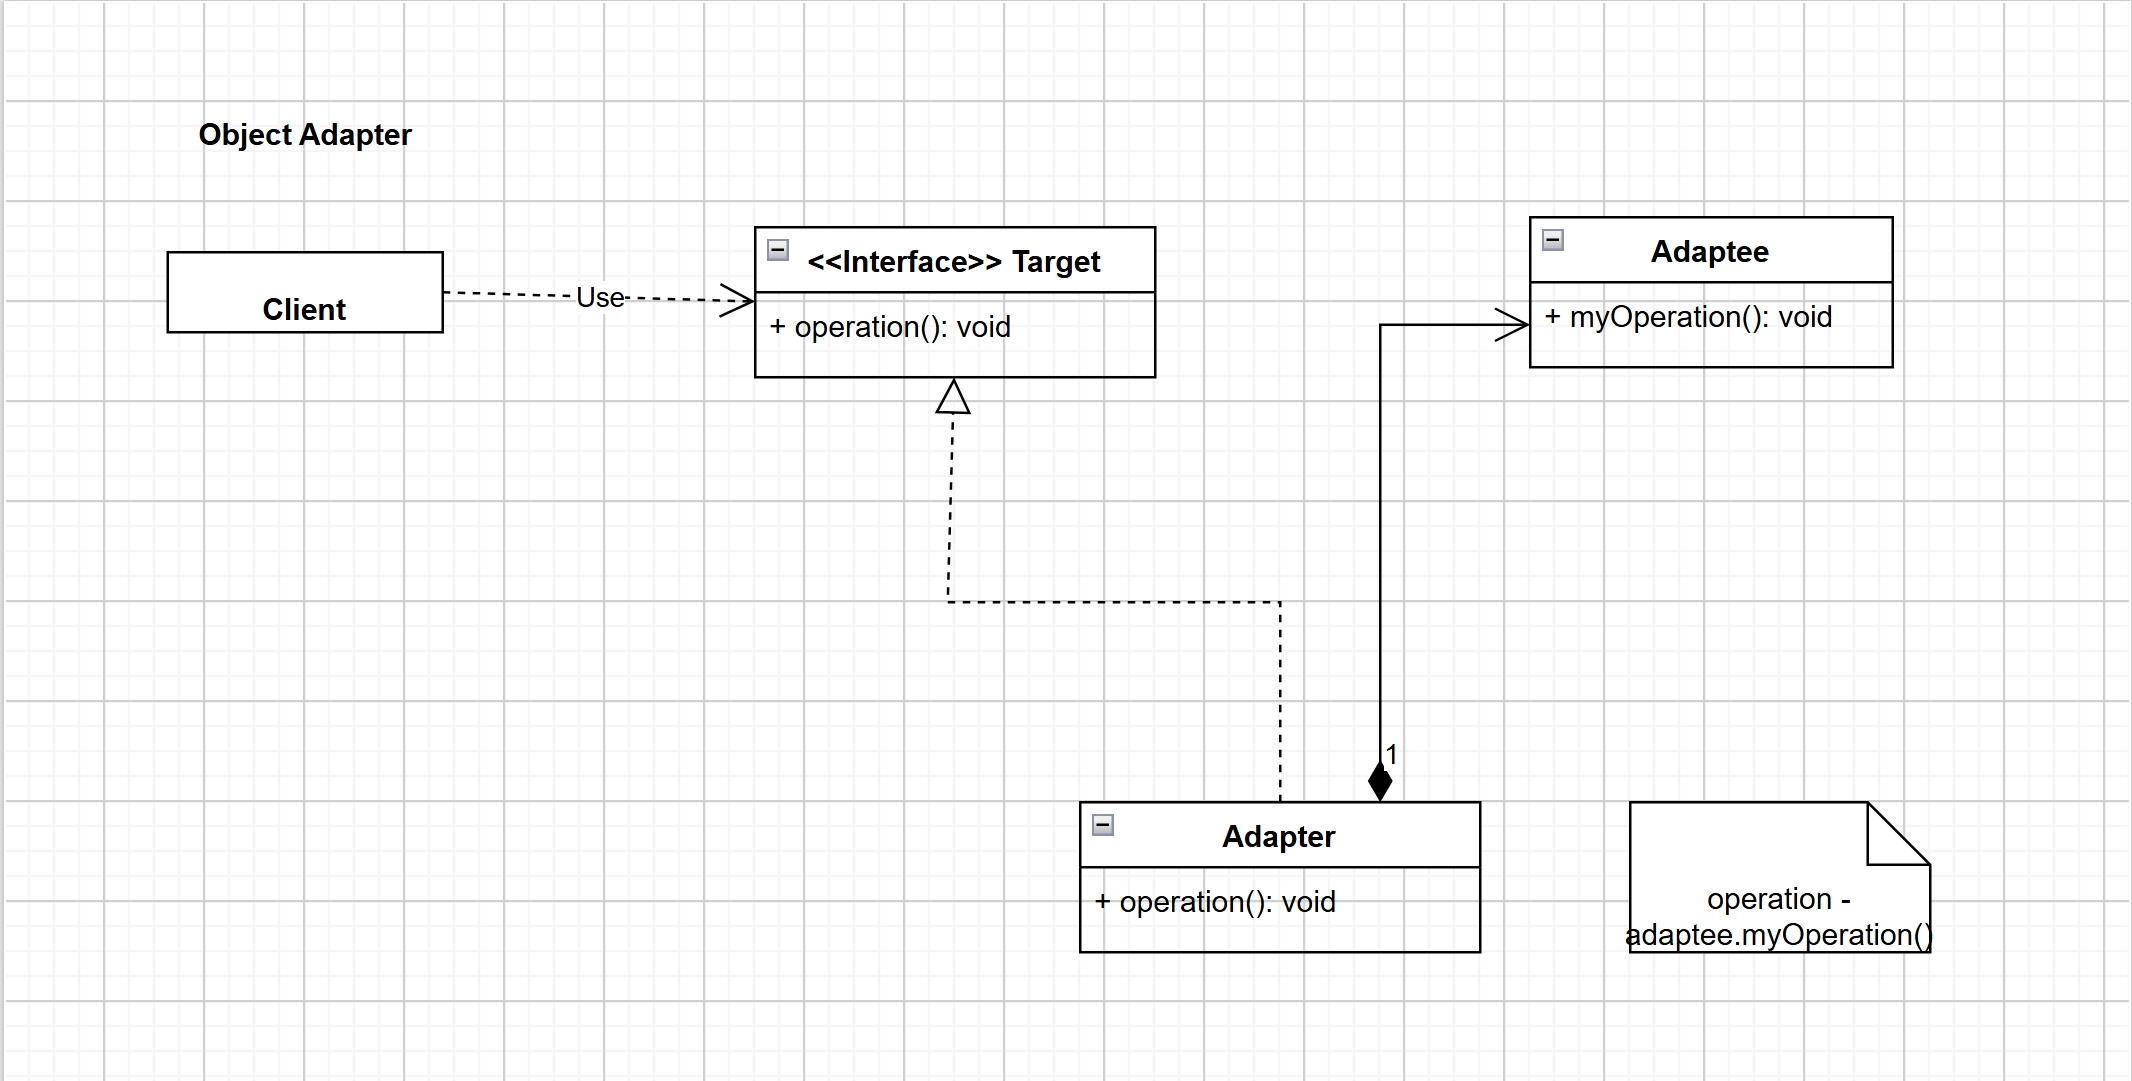 Object Adapter
Client
Use
<<Interface>> Target
+ operation(): void
Adaptee
+ myOperation(): void
1
Adapter
+ operation(): void
operation -
adaptee.myOperation()